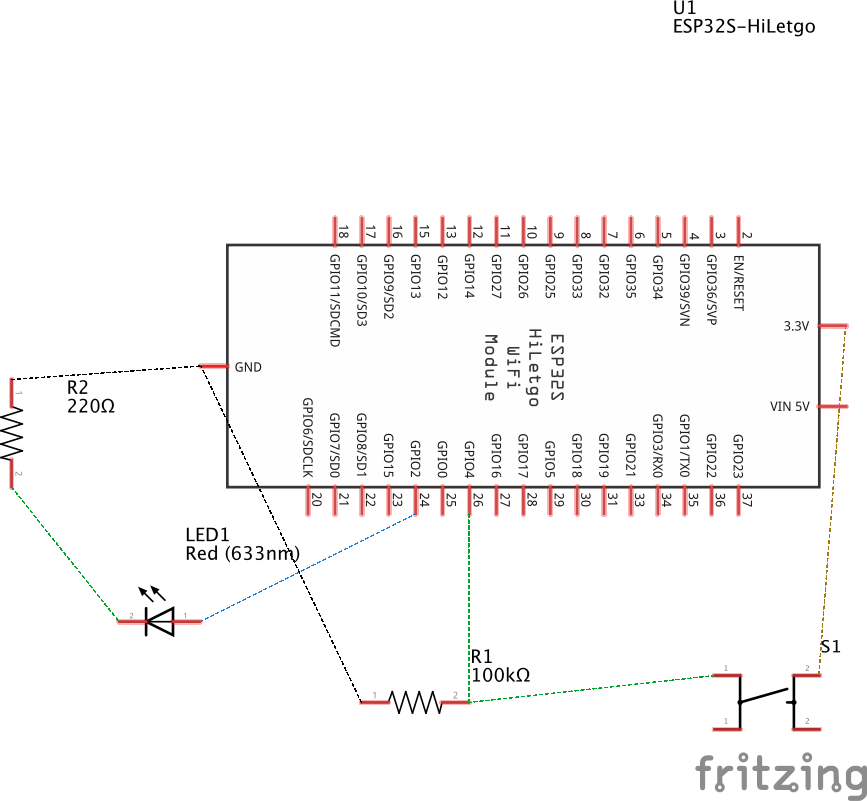 U1
ESP32S-HiLetgo
18
17
16
15
13
12
11
10
9
8
7
6
5
4
3
2
GPIO11/SDCMD
GPIO10/SD3
GPIO9/SD2
GPIO13
GPIO12
GPIO14
GPIO27
GPIO26
GPIO25
GPIO33
GPIO32
GPIO35
GPIO34
GPIO39/SVN
GPIO36/SVP
EN/RESET
3.3V
ESP32S
HiLetgo
WiFi
Module
GND
VIN 5V
R2
220Ω
1
2
GPIO6/SDCLK
GPIO7/SD0
GPIO8/SD1
GPIO15
GPIO2
GPIO0
GPIO4
GPIO16
GPIO17
GPIO5
GPIO18
GPIO19
GPIO21
GPIO3/RX0
GPIO1/TX0
GPIO22
GPIO23
20
21
22
23
24
25
26
27
28
29
30
31
33
34
35
36
37
LED1
Red (633nm)
2
1
R1
100kΩ
1
2
S1
1
2
1
2
fritzing